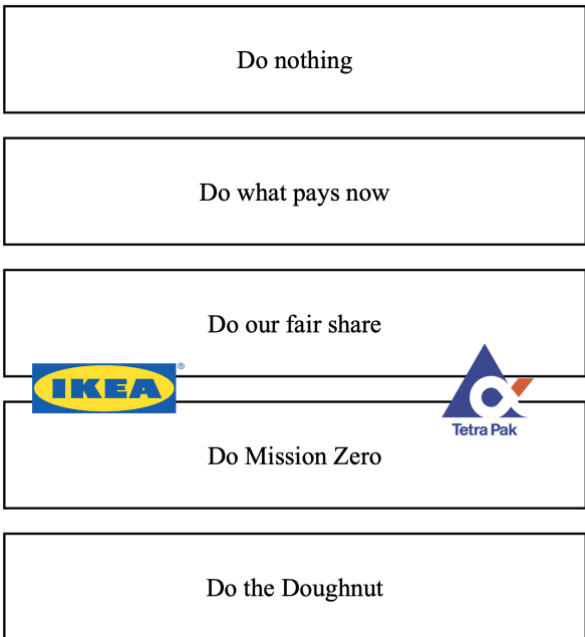 Do nothing
Do what pays now
Do our fair share
IKEA®
Tetra Pak
Do Mission Zero
Do the Doughnut